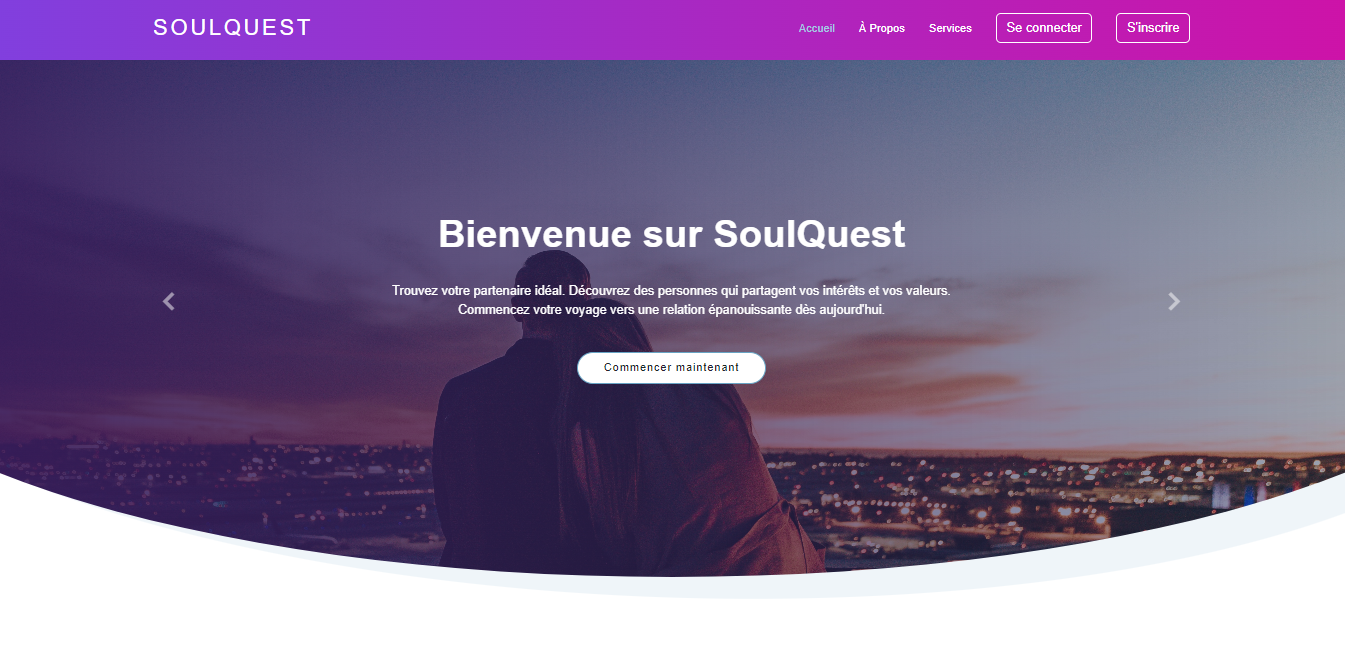 SOULQUEST
Accueil À Propos Services Se connecter S'inscrire
Bienvenue sur SoulQuest
Trouvez votre partenaire idéal. Découvrez des personnes qui partagent vos intérêts et vos valeurs.
Commencez votre voyage vers une relation épanouissante dès aujourd'hui.
Commencer maintenant